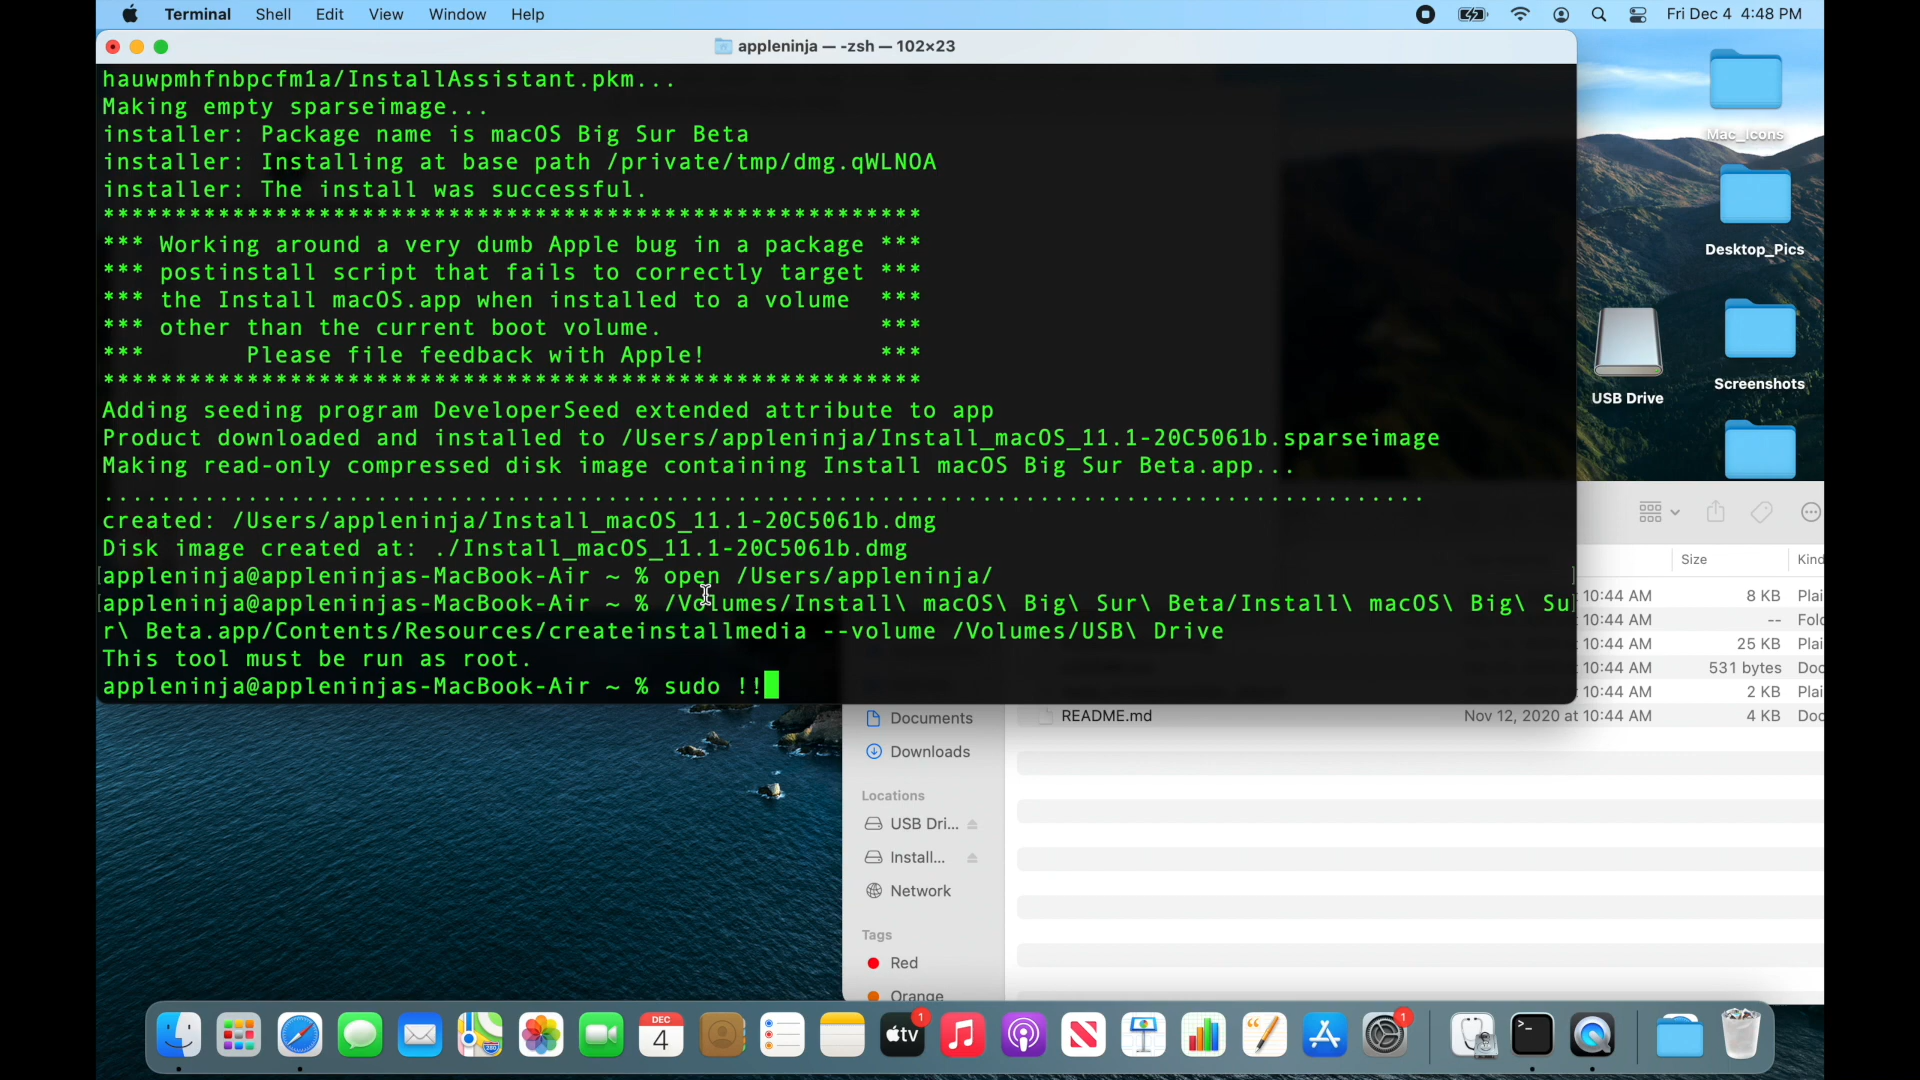 Terminal Shell Edit View Window Help
Fri Dec 4 4:48 PM
appleninja — -zsh — 102×23
hauwpmhfnbpcfm1a/InstallAssistant.pkm...
Making empty sparseimage...
installer: Package name is macOS Big Sur Beta
installer: Installing at base path /private/tmp/dmg.qWLNOA
installer: The install was successful.
*********************************************************
*** Working around a very dumb Apple bug in a package ***
*** postinstall script that fails to correctly target ***
*** the Install macOS.app when installed to a volume  ***
*** other than the current boot volume.               ***
***       Please file feedback with Apple!            ***
*********************************************************
Adding seeding program DeveloperSeed extended attribute to app
Product downloaded and installed to /Users/appleninja/Install_macOS_11.1-20C5061b.sparseimage
Making read-only compressed disk image containing Install macOS Big Sur Beta.app...
............................................................................................
created: /Users/appleninja/Install_macOS_11.1-20C5061b.dmg
Disk image created at: ./Install_macOS_11.1-20C5061b.dmg
[appleninja@appleninjas-MacBook-Air ~ % open /Users/appleninja/ ]
[appleninja@appleninjas-MacBook-Air ~ % /Volumes/Install\ macOS\ Big\ Sur\ Beta/Install\ macOS\ Big\ Su]
r\ Beta.app/Contents/Resources/createinstallmedia --volume /Volumes/USB\ Drive
This tool must be run as root.
appleninja@appleninjas-MacBook-Air ~ % sudo !!
Mac_Icons
Desktop_Pics
USB Drive
Screenshots
Size Kind
10:44 AM 8 KB Plai
10:44 AM -- Fold
10:44 AM 25 KB Plai
10:44 AM 531 bytes Doc
10:44 AM 2 KB Plai
README.md Nov 12, 2020 at 10:44 AM 4 KB Doc
Documents
Downloads
Locations
USB Dri...
Install...
Network
Tags
Red
Orange
DEC
4
tv
1
1
280
>_